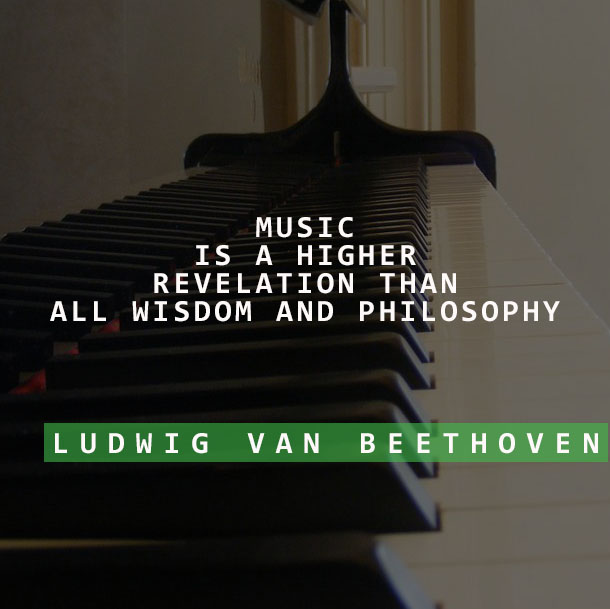 MUSIC
IS A HIGHER
REVELATION THAN
ALL WISDOM AND PHILOSOPHY
LUDWIG VAN BEETHOVEN